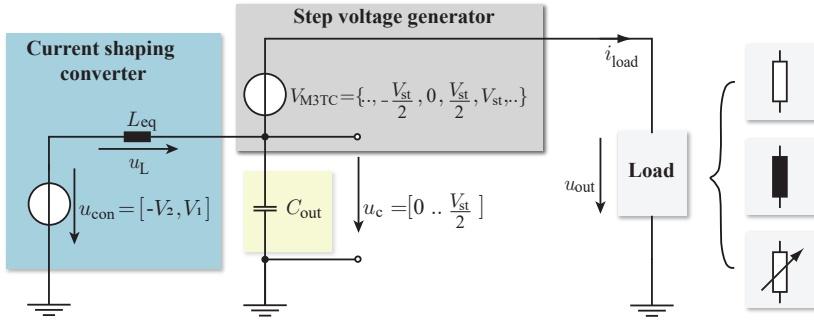 Step voltage generator
Current shaping
converter
i_load
V_M3TC={.., -V_st/2, 0, V_st/2, V_st,..}
L_eq
u_L
u_con=[-V_2, V_1]
C_out
u_c=[0 .. V_st/2 ]
u_out
Load